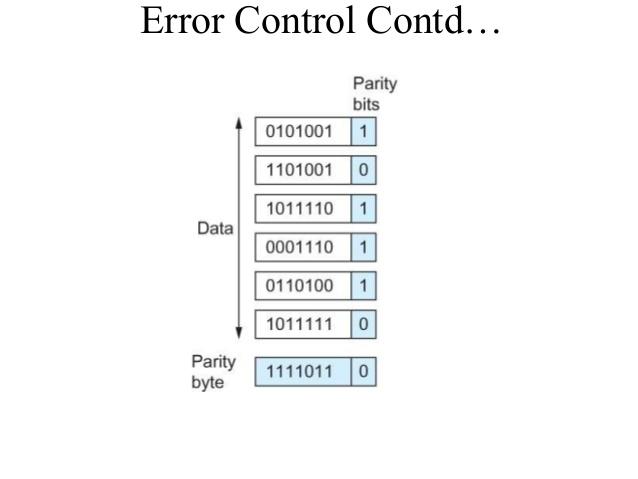 Error Control Contd…
Parity
bits
0101001 1
1101001 0
1011110 1
Data
0001110 1
0110100 1
1011111 0
Parity
byte
1111011 0